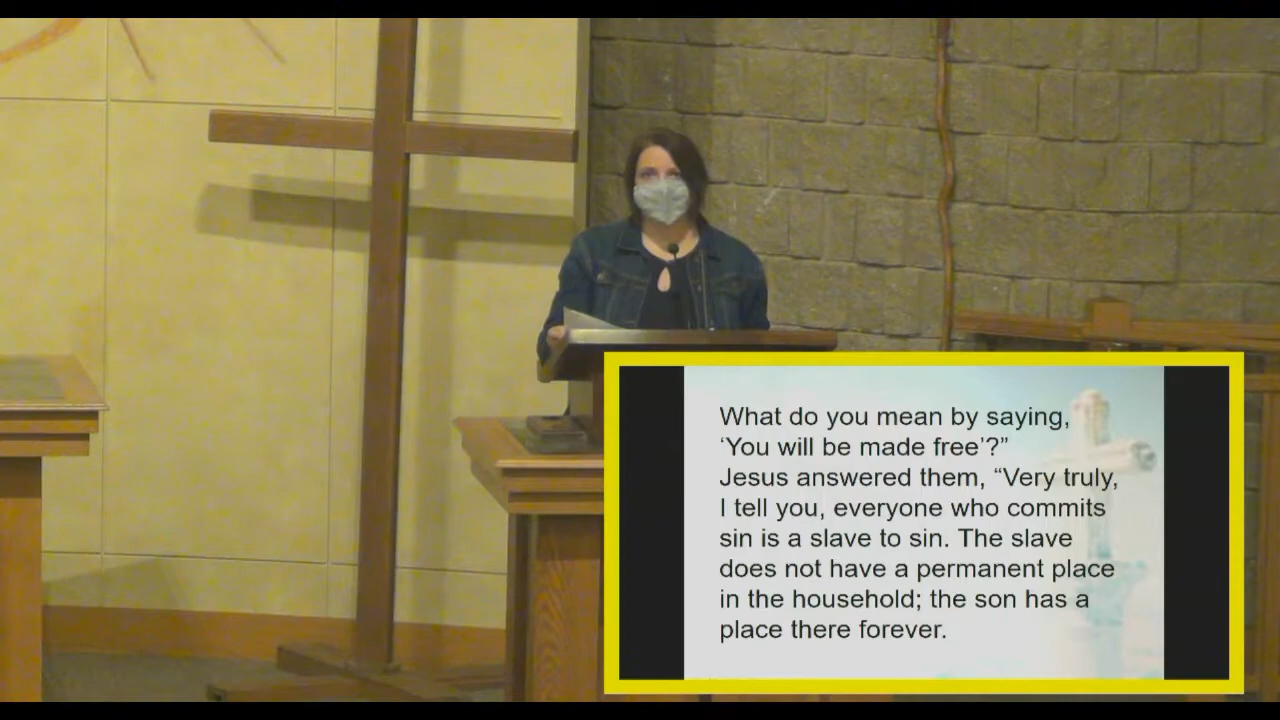 What do you mean by saying,
‘You will be made free’?”
Jesus answered them, “Very truly,
I tell you, everyone who commits
sin is a slave to sin. The slave
does not have a permanent place
in the household; the son has a
place there forever.